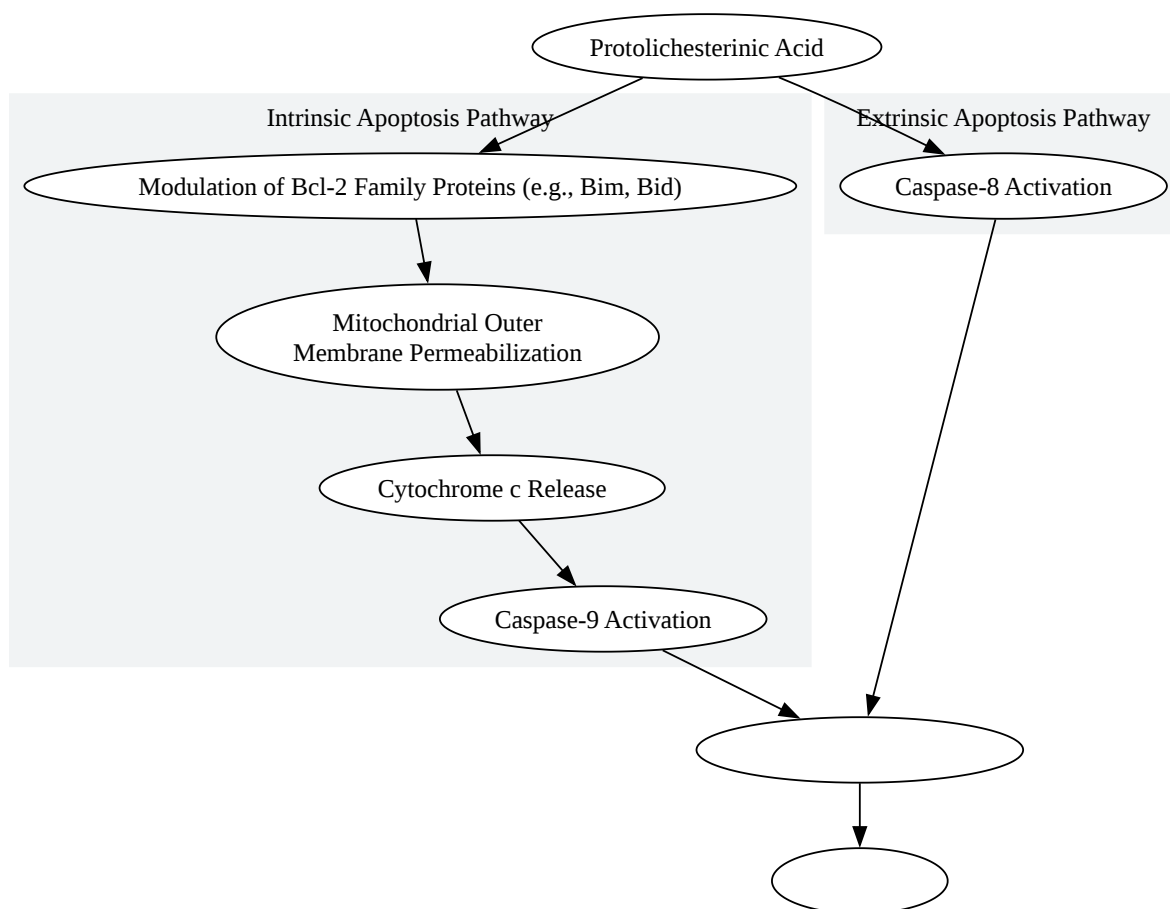 Protolichesterinic Acid
Intrinsic Apoptosis Pathway
Extrinsic Apoptosis Pathway
Modulation of Bcl-2 Family Proteins (e.g., Bim, Bid)
Caspase-8 Activation
Mitochondrial Outer
Membrane Permeabilization
Cytochrome c Release
Caspase-9 Activation